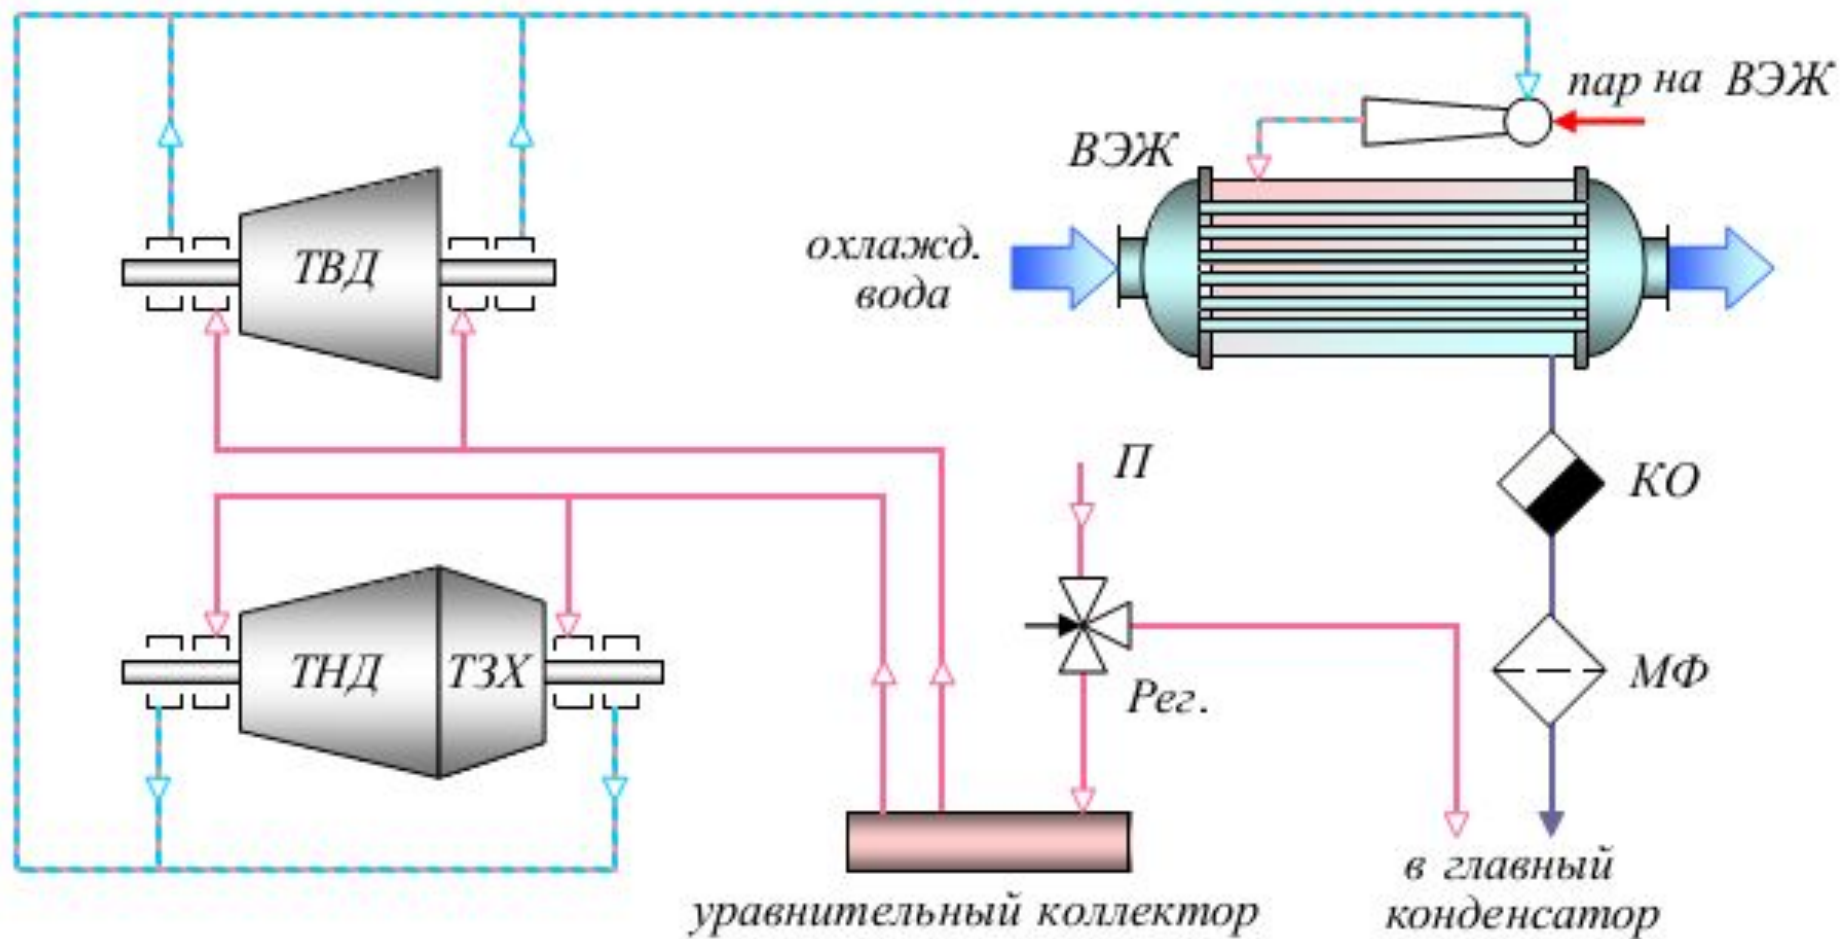 пар на ВЭЖ
ВЭЖ
охлажд.
вода
ТВД
П
КО
ТНД
ТЗХ
Рег.
МФ
уравнительный коллектор
в главный
конденсатор